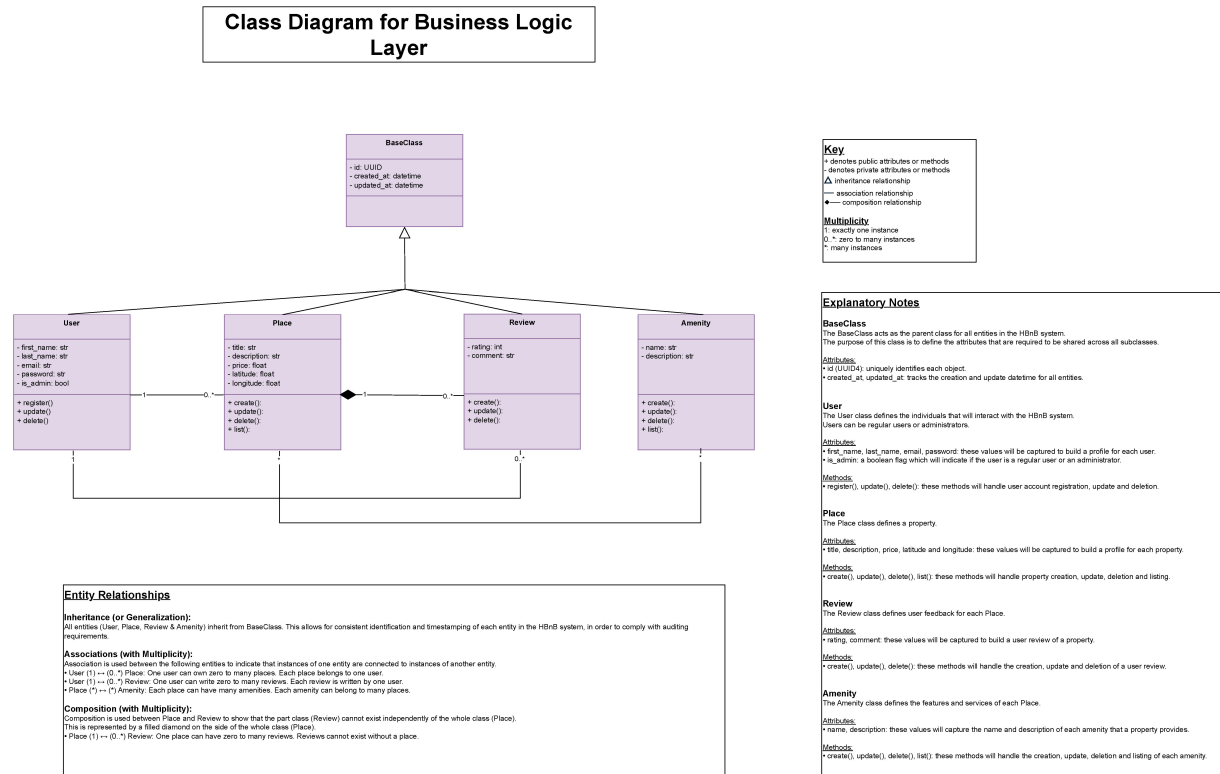 Class Diagram for Business Logic
Layer
BaseClass
- id: UUID
- created_at: datetime
- updated_at: datetime
User
- first_name: str
- last_name: str
- email: str
- password: str
- is_admin: bool
+ register()
+ update()
+ delete()
1
0..*
Place
- title: str
- description: str
- price: float
- latitude: float
- longitude: float
+ create():
+ update():
+ delete():
+ list():
1
0..*
Review
- rating: int
- comment: str
+ create():
+ update():
+ delete():
Amenity
- name: str
- description: str
+ create():
+ update():
+ delete():
+ list():
1
*
0..*
*
Key
+ denotes public attributes or methods
- denotes private attributes or methods
inheritance relationship
association relationship
composition relationship
Multiplicity
1: exactly one instance
0..*: zero to many instances
*: many instances
Explanatory Notes
BaseClass
The BaseClass acts as the parent class for all entities in the HBnB system.
The purpose of this class is to define the attributes that are required to be shared across all subclasses.
Attributes:
• id (UUID4): uniquely identifies each object.
• created_at, updated_at: tracks the creation and update datetime for all entities.
User
The User class defines the individuals that will interact with the HBnB system.
Users can be regular users or administrators.
Attributes:
• first_name, last_name, email, password: these values will be captured to build a profile for each user.
• is_admin: a boolean flag which will indicate if the user is a regular user or an administrator.
Methods:
• register(), update(), delete(): these methods will handle user account registration, update and deletion.
Place
The Place class defines a property.
Attributes:
• title, description, price, latitude and longitude: these values will be captured to build a profile for each property.
Methods:
• create(), update(), delete(), list(): these methods will handle property creation, update, deletion and listing.
Review
The Review class defines user feedback for each Place.
Attributes:
• rating, comment: these values will be captured to build a user review of a property.
Methods:
• create(), update(), delete(): these methods will handle the creation, update and deletion of a user review.
Amenity
The Amenity class defines the features and services of each Place.
Attributes:
• name, description: these values will capture the name and description of each amenity that a property provides.
Methods:
• create(), update(), delete(), list(): these methods will handle the creation, update, deletion and listing of each amenity.
Entity Relationships
Inheritance (or Generalization):
All entities (User, Place, Review & Amenity) inherit from BaseClass. This allows for consistent identification and timestamping of each entity in the HBnB system, in order to comply with auditing
requirements.
Associations (with Multiplicity):
Association is used between the following entities to indicate that instances of one entity are connected to instances of another entity.
• User (1) ↔ (0..*) Place: One user can own zero to many places. Each place belongs to one user.
• User (1) ↔ (0..*) Review: One user can write zero to many reviews. Each review is written by one user.
• Place (*) ↔ (*) Amenity: Each place can have many amenities. Each amenity can belong to many places.
Composition (with Multiplicity):
Composition is used between Place and Review to show that the part class (Review) cannot exist independently of the whole class (Place).
This is represented by a filled diamond on the side of the whole class (Place).
• Place (1) ↔ (0..*) Review: One place can have zero to many reviews. Reviews cannot exist without a place.